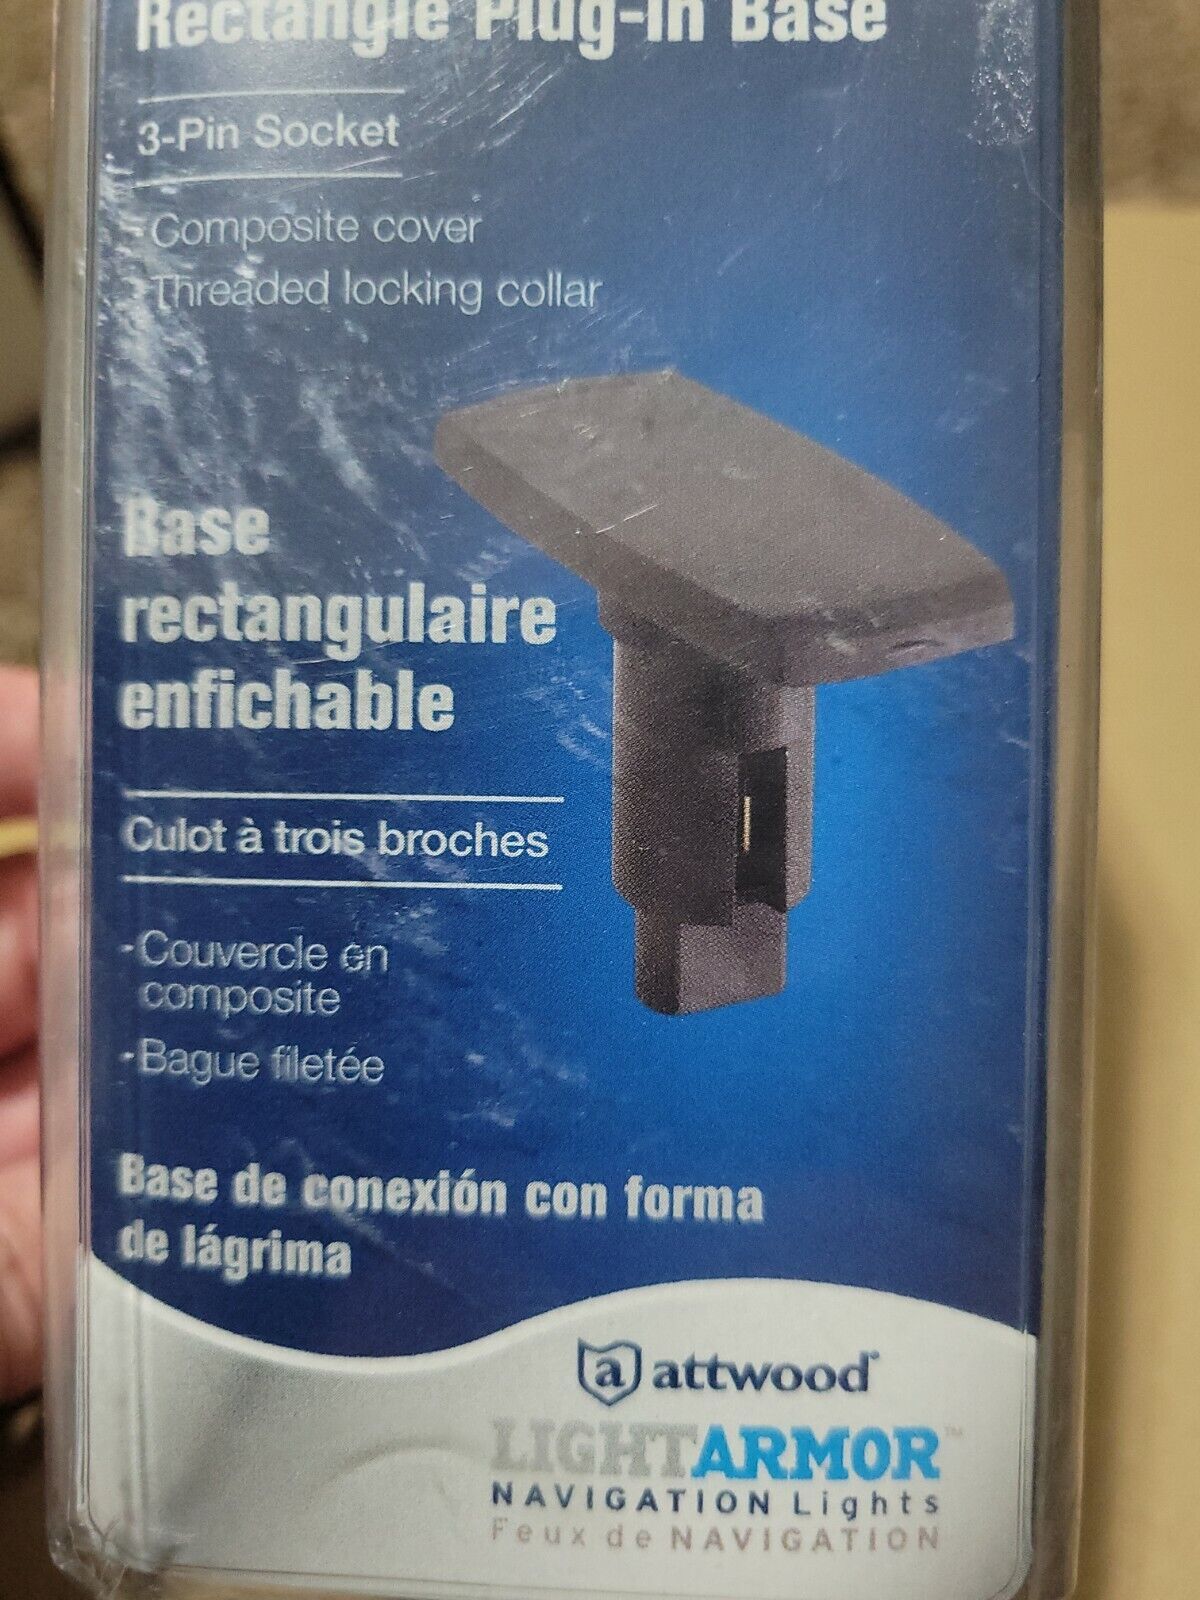 Rectangle Plug-In Base
3-Pin Socket
-Composite cover
-Threaded locking collar
Base
rectangulaire
enfichable
Culot à trois broches
-Couvercle en
composite
-Bague filetée
Base de conexión con forma
de lágrima
a attwood
LIGHTARMOR™
NAVIGATION Lights
Feux de NAVIGATION